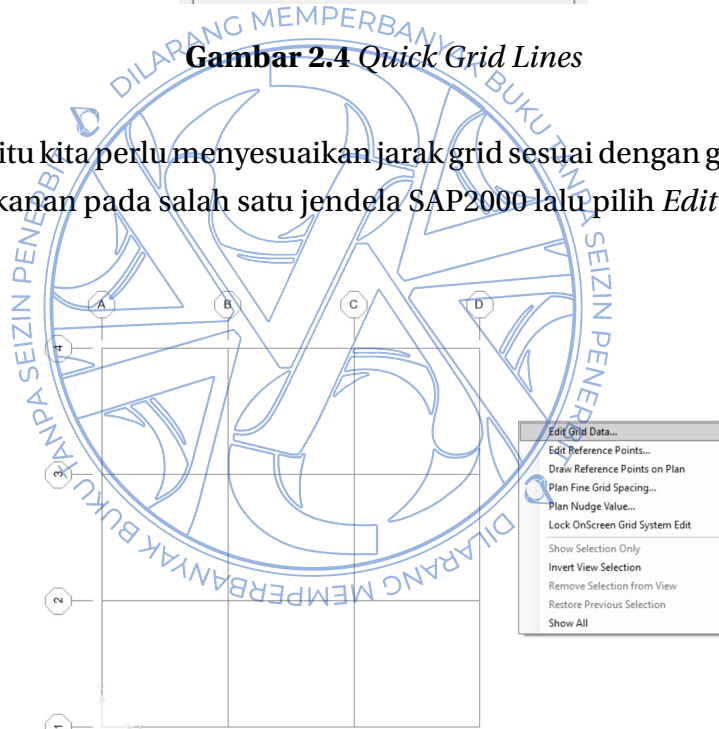 Gambar 2.4 Quick Grid Lines
itu kita perlu menyesuaikan jarak grid sesuai dengan g
kanan pada salah satu jendela SAP2000 lalu pilih Edit
DILARANG MEMPERBANYAK BUKU TANPA SEIZIN PENERBIT
DILARANG MEMPERBANYAK BUKU TANPA SEIZIN PENERBIT
A B C D
4
3
2
1
Edit Grid Data...
Edit Reference Points...
Draw Reference Points on Plan
Plan Fine Grid Spacing...
Plan Nudge Value...
Lock OnScreen Grid System Edit
Show Selection Only
Invert View Selection
Remove Selection from View
Restore Previous Selection
Show All